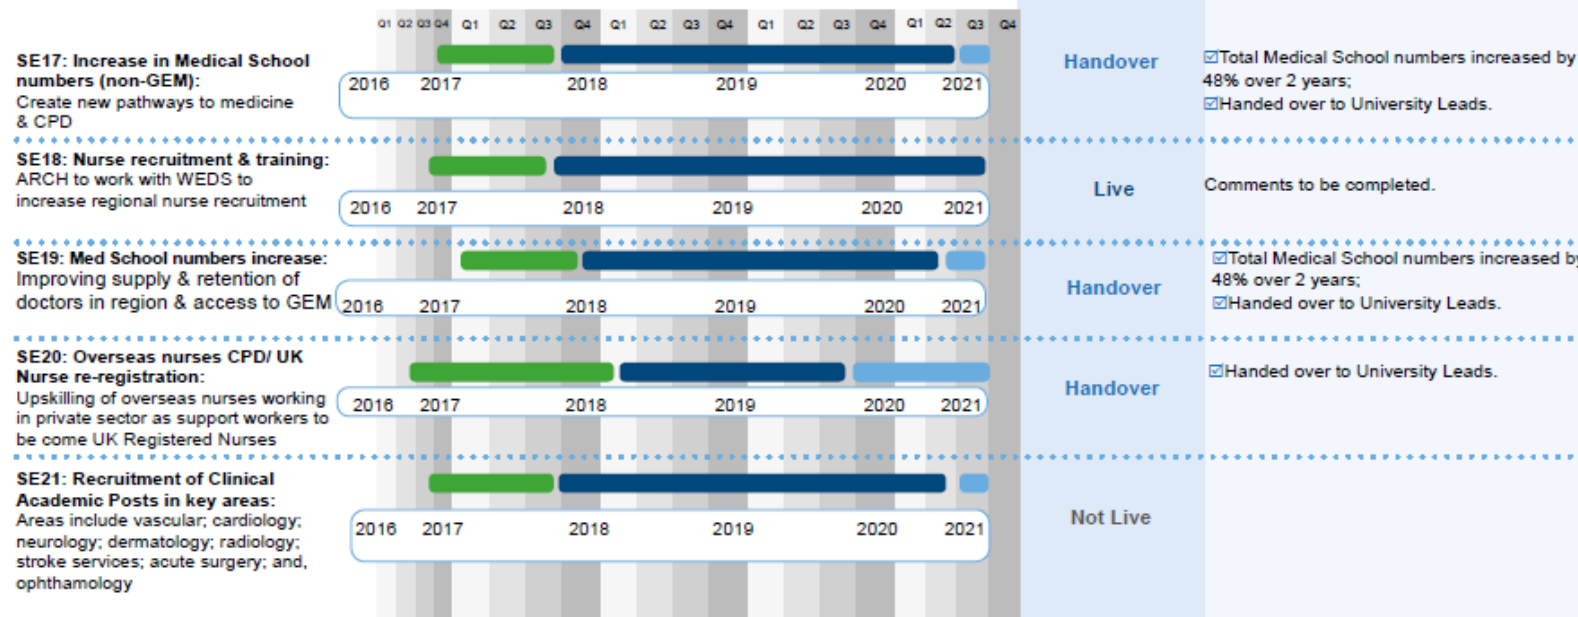 Q1 Q2 Q3 Q4 Q1 Q2 Q3 Q4 Q1 Q2 Q3 Q4 Q1 Q2 Q3 Q4 Q1 Q2 Q3 Q4
SE17: Increase in Medical School
numbers (non-GEM):
Create new pathways to medicine
& CPD
2016 2017 2018 2019 2020 2021
Handover
☑Total Medical School numbers increased by
48% over 2 years;
☑Handed over to University Leads.
SE18: Nurse recruitment & training:
ARCH to work with WEDS to
increase regional nurse recruitment
2016 2017 2018 2019 2020 2021
Live
Comments to be completed.
SE19: Med School numbers increase:
Improving supply & retention of
doctors in region & access to GEM
2016 2017 2018 2019 2020 2021
Handover
☑Total Medical School numbers increased by
48% over 2 years;
☑Handed over to University Leads.
SE20: Overseas nurses CPD/ UK
Nurse re-registration:
Upskilling of overseas nurses working
in private sector as support workers to
be come UK Registered Nurses
2016 2017 2018 2019 2020 2021
Handover
☑Handed over to University Leads.
SE21: Recruitment of Clinical
Academic Posts in key areas:
Areas include vascular; cardiology;
neurology; dermatology; radiology;
stroke services; acute surgery; and,
ophthamology
2016 2017 2018 2019 2020 2021
Not Live